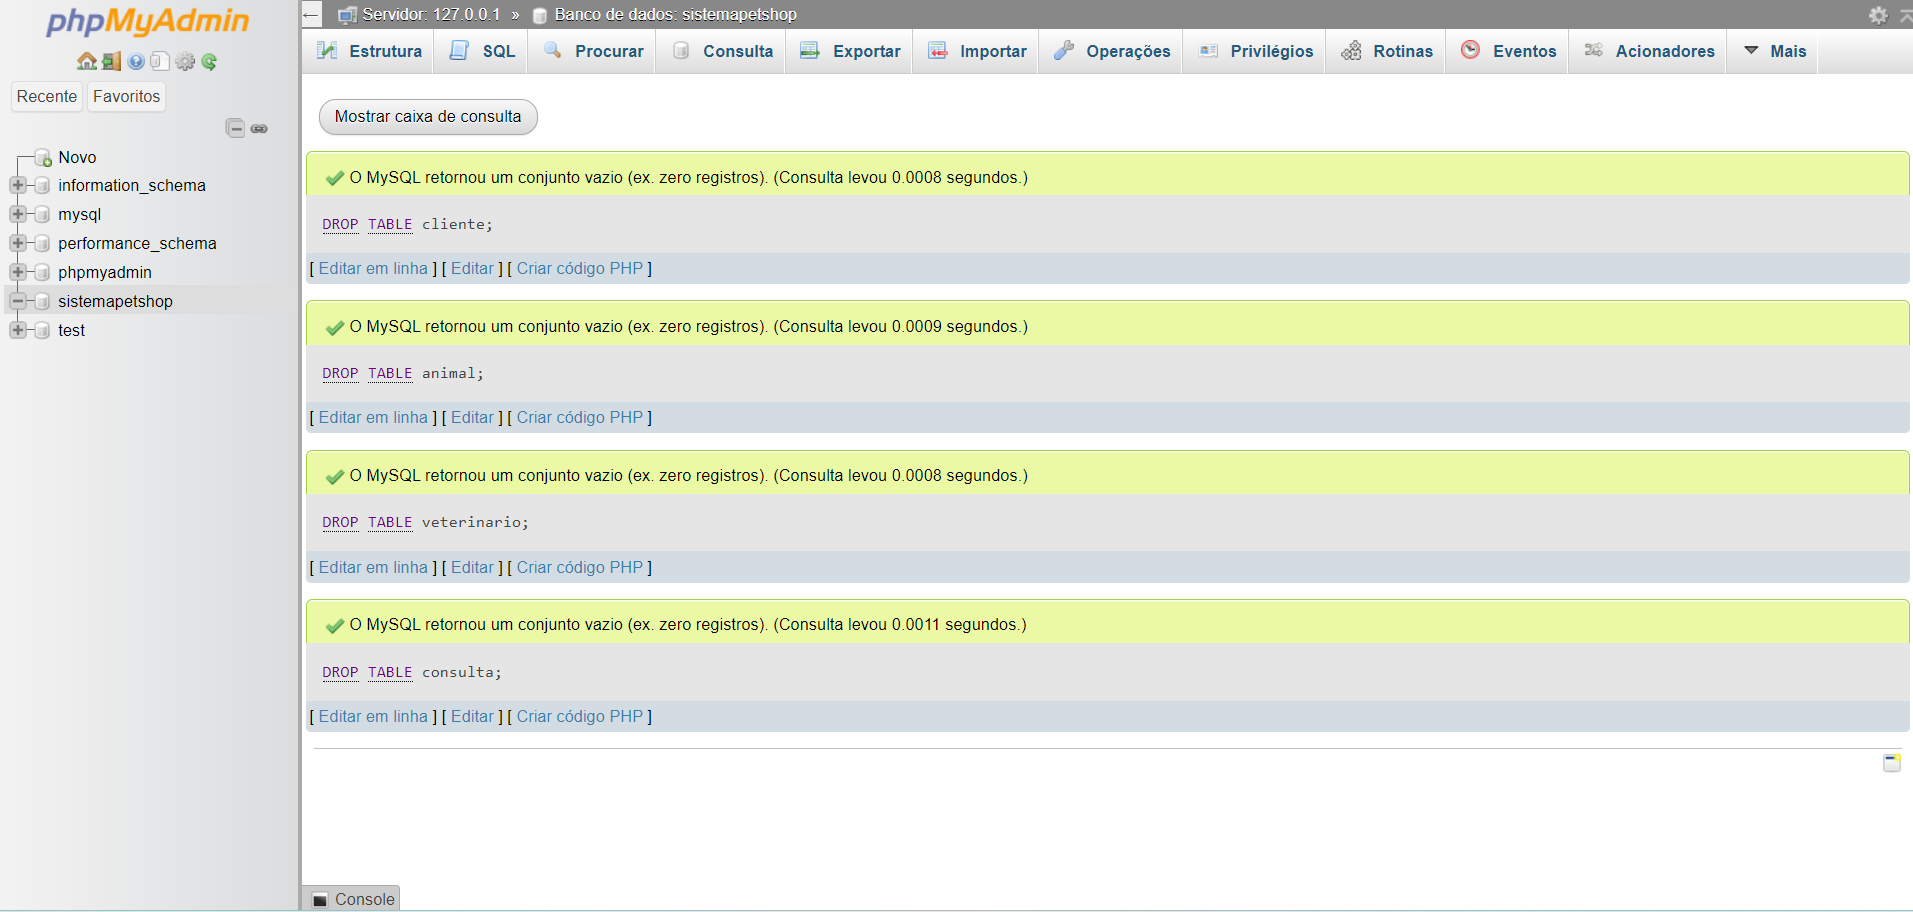 phpMyAdmin
Recente Favoritos
Novo
information_schema
mysql
performance_schema
phpmyadmin
sistemapetshop
test
Servidor: 127.0.0.1 » Banco de dados: sistemapetshop
Estrutura SQL Procurar Consulta Exportar Importar Operações Privilégios Rotinas Eventos Acionadores Mais
Mostrar caixa de consulta
O MySQL retornou um conjunto vazio (ex. zero registros). (Consulta levou 0.0008 segundos.)
DROP TABLE cliente;
[ Editar em linha ] [ Editar ] [ Criar código PHP ]
O MySQL retornou um conjunto vazio (ex. zero registros). (Consulta levou 0.0009 segundos.)
DROP TABLE animal;
[ Editar em linha ] [ Editar ] [ Criar código PHP ]
O MySQL retornou um conjunto vazio (ex. zero registros). (Consulta levou 0.0008 segundos.)
DROP TABLE veterinario;
[ Editar em linha ] [ Editar ] [ Criar código PHP ]
O MySQL retornou um conjunto vazio (ex. zero registros). (Consulta levou 0.0011 segundos.)
DROP TABLE consulta;
[ Editar em linha ] [ Editar ] [ Criar código PHP ]
Console